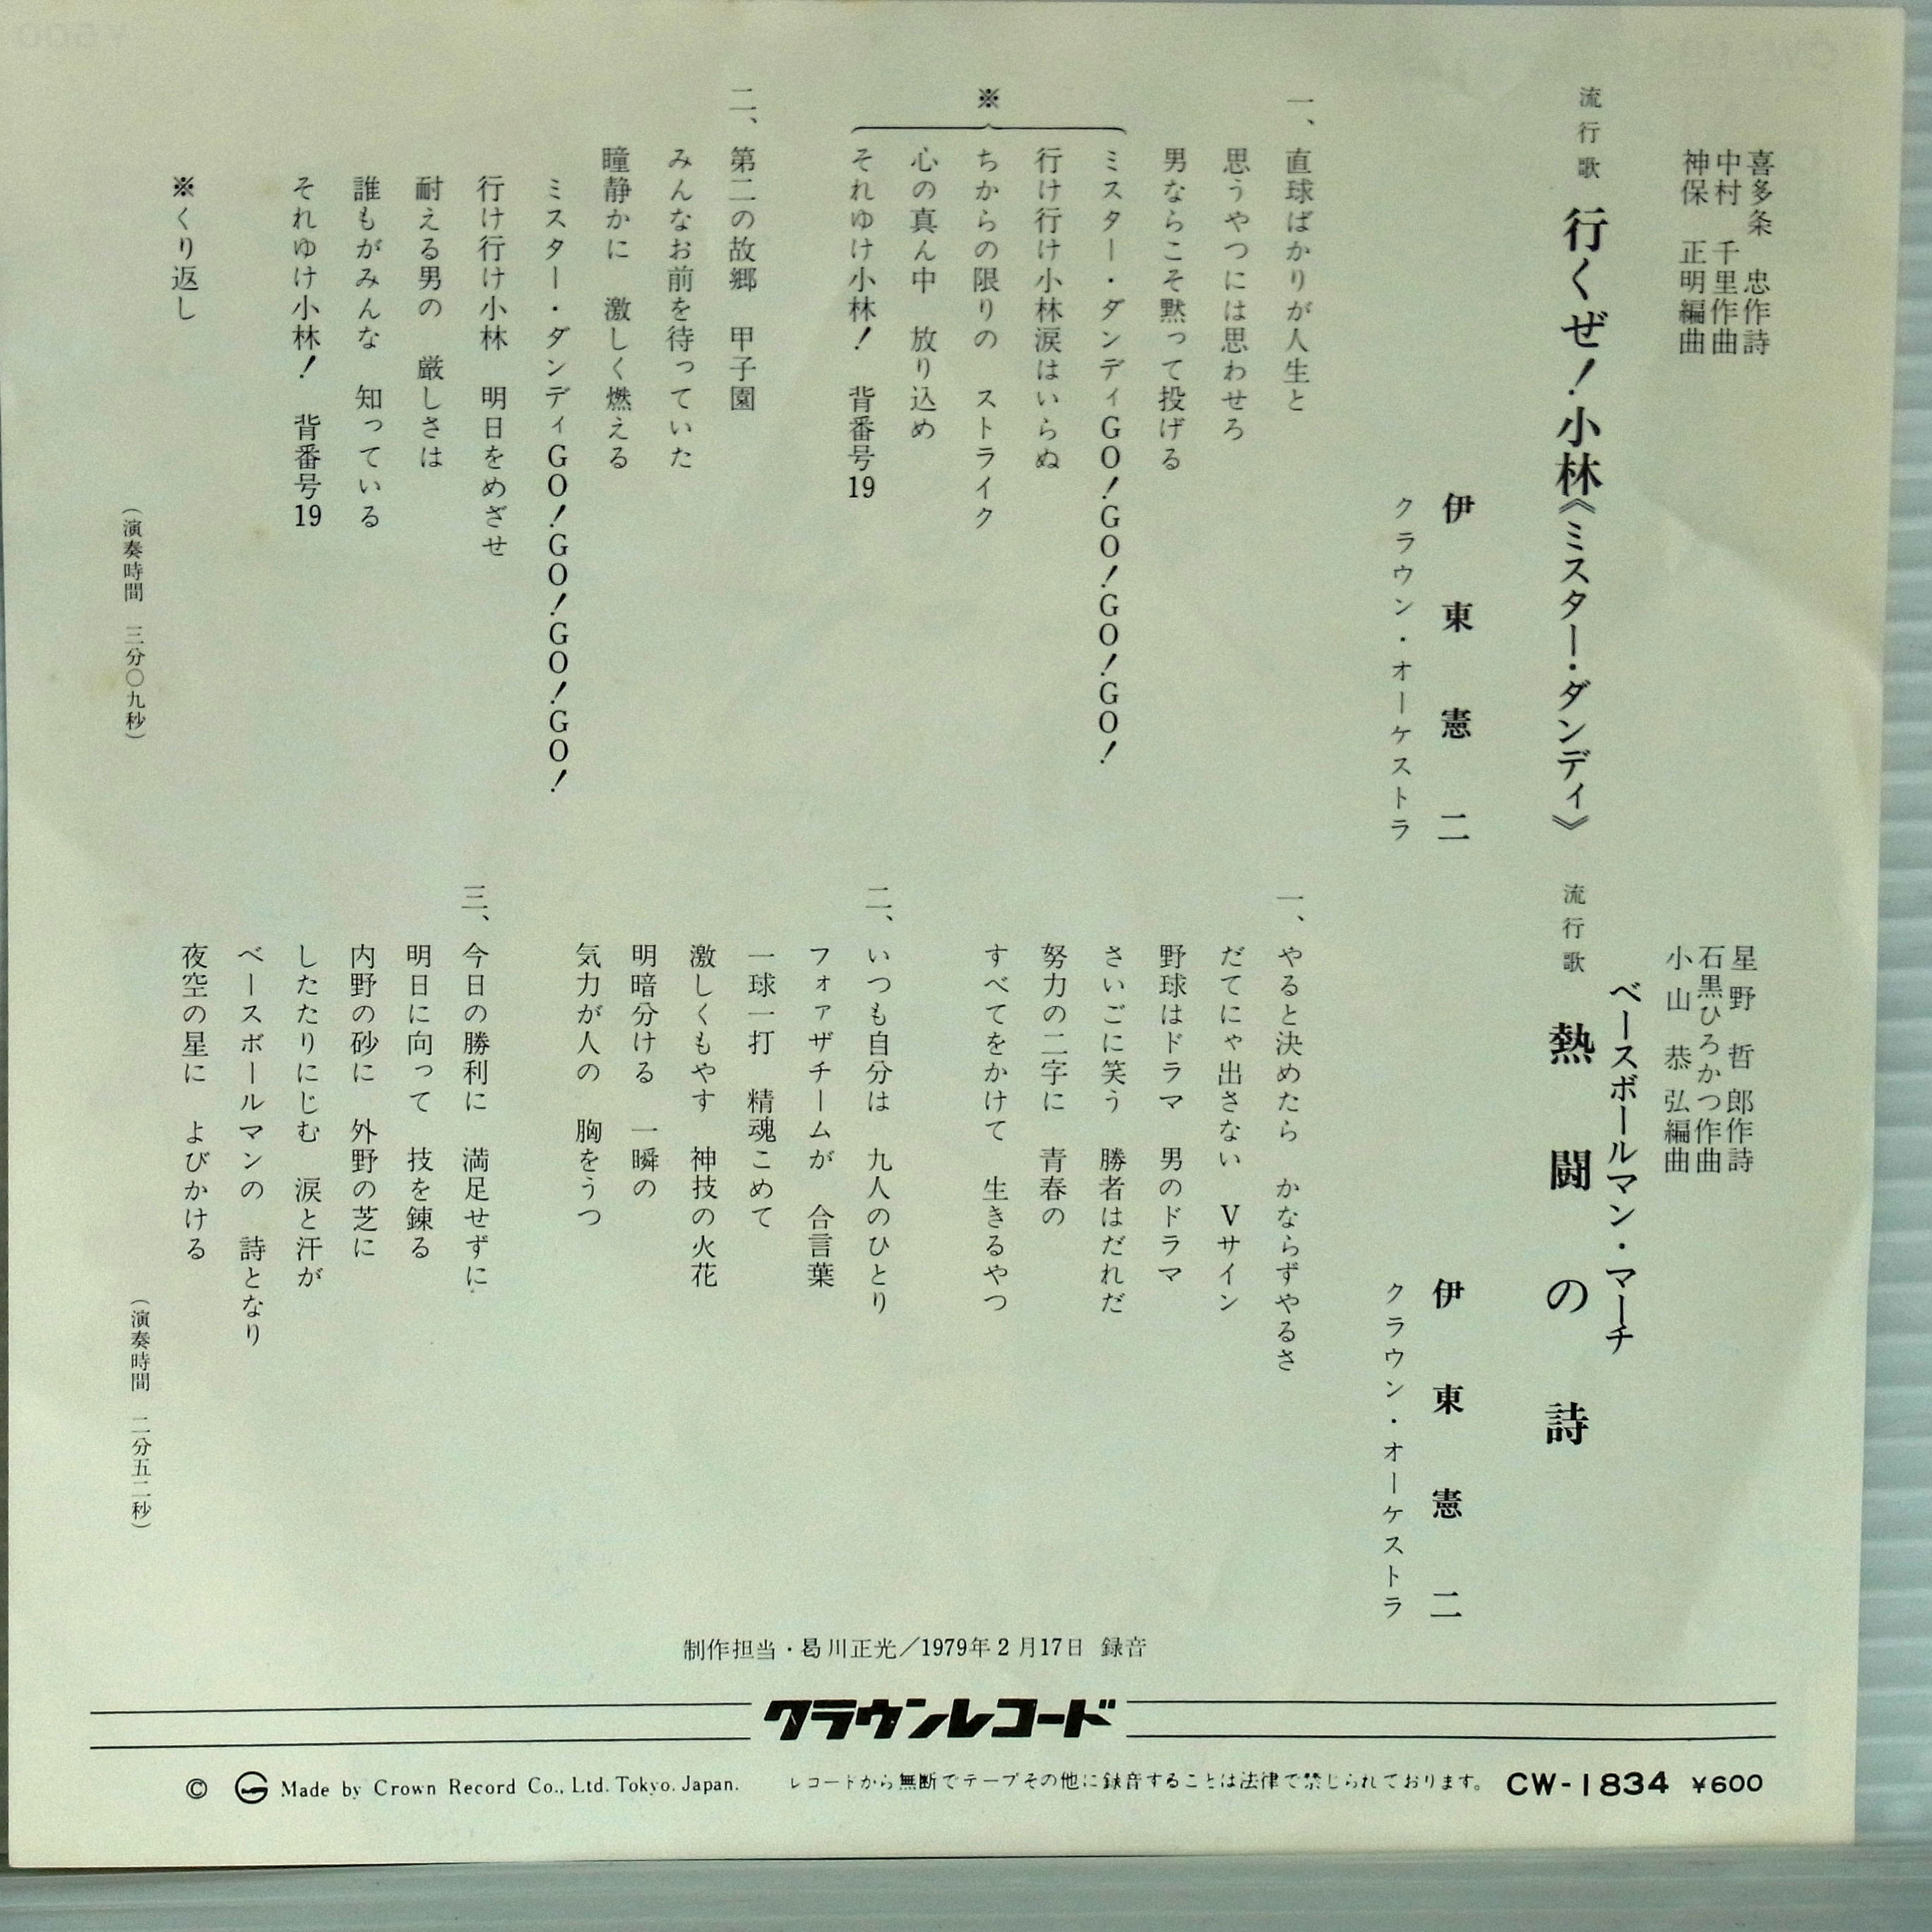 喜多条　忠作詩
中村　千里作曲
神保　正明編曲
流行歌　行くぜ！小林《ミスター・ダンディ》
伊東憲二
クラウン・オーケストラ
一、直球ばかりが人生と
思うやつには思わせろ
男ならこそ黙って投げる
※
ミスター・ダンディGO！GO！GO！GO！
行け行け小林涙はいらぬ
ちからの限りの　ストライク
心の真ん中　放り込め
それゆけ小林！　背番号19
二、第二の故郷　甲子園
みんなお前を待っていた
瞳静かに　激しく燃える
ミスター・ダンディGO！GO！GO！GO！
行け行け小林　明日をめざせ
耐える男の　厳しさは
誰もがみんな　知っている
それゆけ小林！　背番号19
※くり返し
（演奏時間　三分〇九秒）
星野　哲郎作詩
石黒ひろかつ作曲
小山　恭弘編曲
ベースボールマン・マーチ
流行歌　熱闘の詩
伊東憲二
クラウン・オーケストラ
一、やると決めたら　かならずやるさ
だてにゃ出さない　Vサイン
野球はドラマ　男のドラマ
さいごに笑う　勝者はだれだ
努力の二字に　青春の
すべてをかけて　生きるやつ
二、いつも自分は　九人のひとり
フォアザチームが　合言葉
一球一打　精魂こめて
激しくもやす　神技の火花
明暗分ける　一瞬の
気力が人の　胸をうつ
三、今日の勝利に　満足せずに
明日に向って　技を錬る
内野の砂に　外野の芝に
したたりにじむ　涙と汗が
ベースボールマンの　詩となり
夜空の星に　よびかける
（演奏時間　二分五二秒）
制作担当・曷川正光／1979年2月17日 録音
クラウンレコード
© Made by Crown Record Co., Ltd. Tokyo. Japan.　レコードから無断でテープその他に録音することは法律で禁じられております。 CW-1834 ¥600